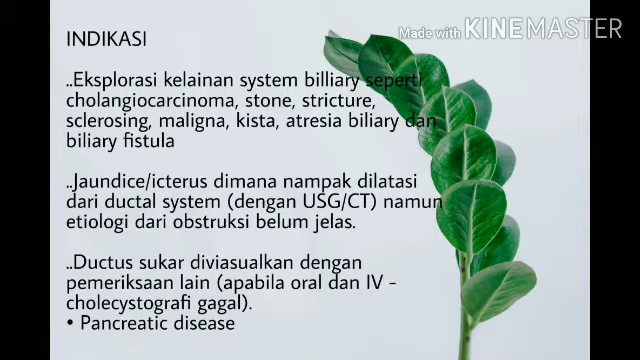 Made with KINEMASTER
INDIKASI
..Eksplorasi kelainan system billiary seperti
cholangiocarcinoma, stone, stricture,
sclerosing, maligna, kista, atresia biliary dan
biliary fistula
..Jaundice/icterus dimana nampak dilatasi
dari ductal system (dengan USG/CT) namun
etiologi dari obstruksi belum jelas.
..Ductus sukar diviasualkan dengan
pemeriksaan lain (apabila oral dan IV -
cholecystografi gagal).
• Pancreatic disease